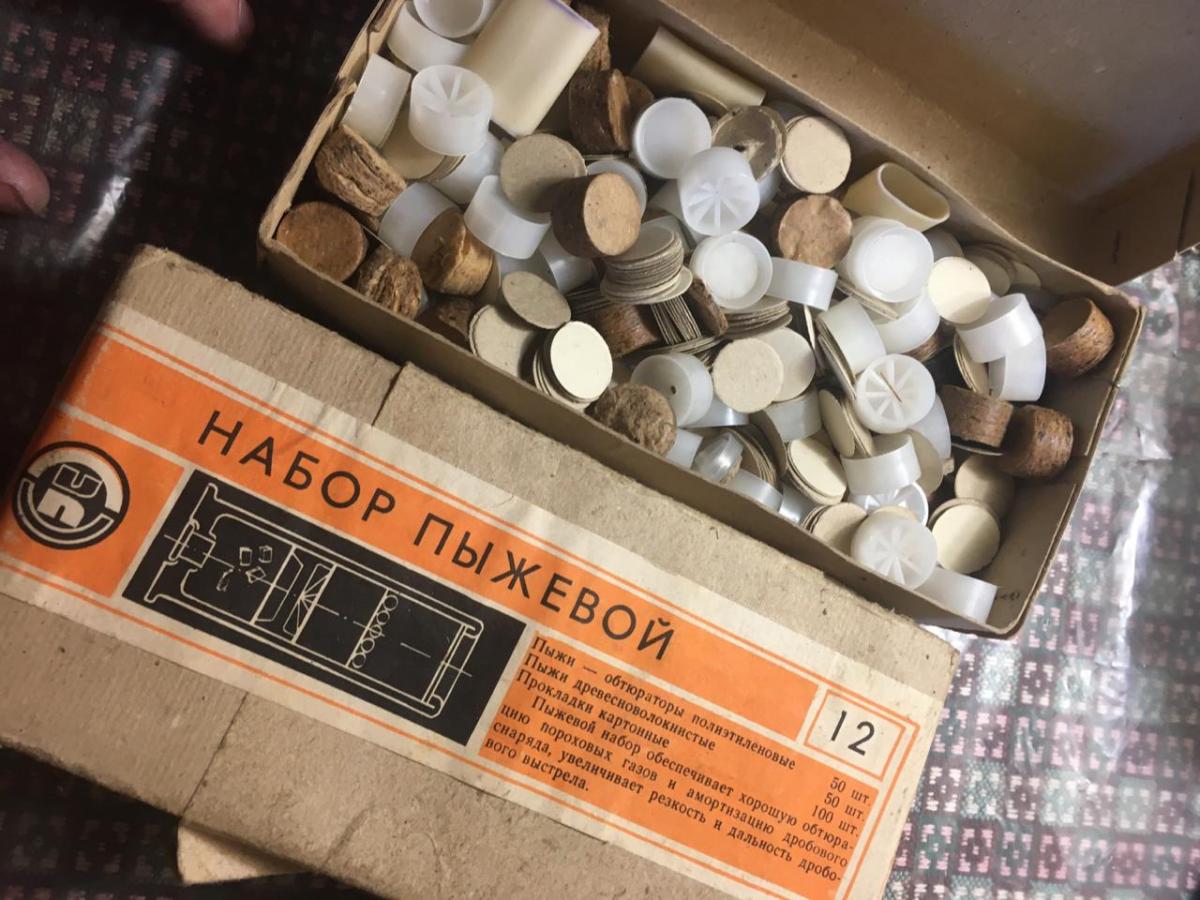 НАБОР ПЫЖЕВОЙ
12
Пыжи — обтюраторы полиэтиленовые 50 шт.
Пыжи древесноволокнистые 50 шт.
Прокладки картонные 100 шт.
Пыжевой набор обеспечивает хорошую обтюра-
цию пороховых газов и амортизацию дробового
снаряда, увеличивает резкость и дальность дробо-
вого выстрела.